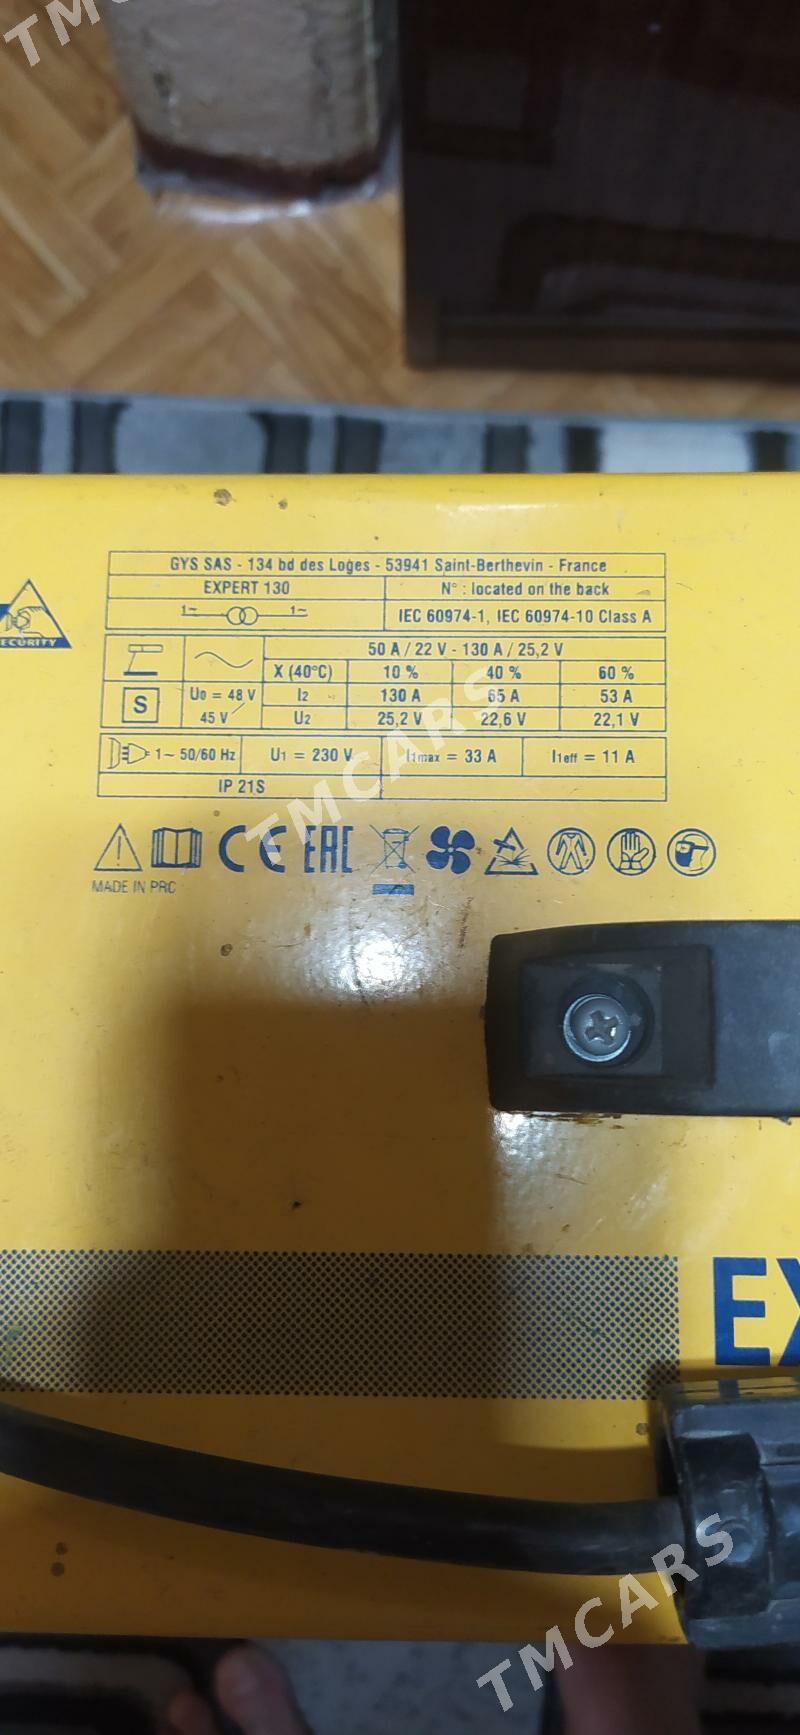 TMCARS
GYS SAS - 134 bd des Loges - 53941 Saint-Berthevin - France
EXPERT 130
N° : located on the back
1~ 1~
IEC 60974-1, IEC 60974-10 Class A
ECURITY
50 A / 22 V - 130 A / 25,2 V
X (40°C) 10 % 40 % 60 %
S U0 = 48 V I2 130 A 65 A 53 A
45 V U2 25,2 V 22,6 V 22,1 V
1~ 50/60 Hz U1 = 230 V I1max = 33 A I1eff = 11 A
IP 21S
TMCARS
CE EAC
MADE IN PRC
EX
TMCARS